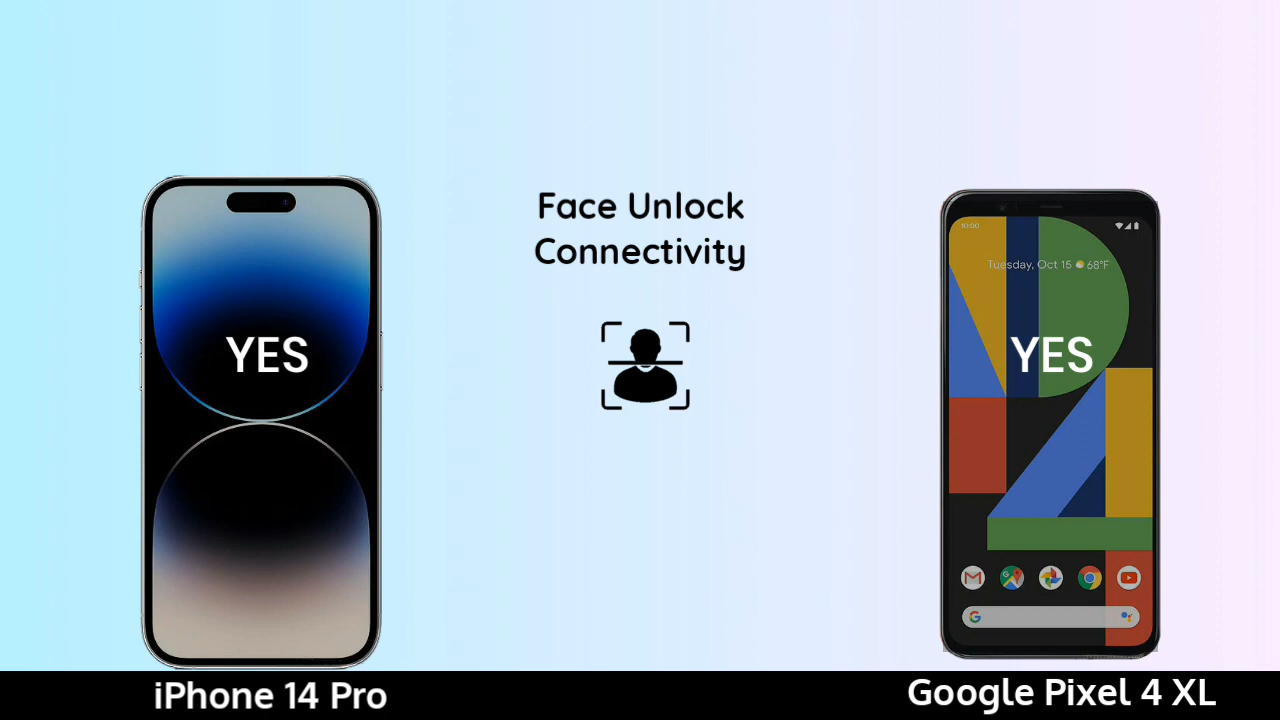 Face Unlock
Connectivity
10:00
Tuesday, Oct 15 68°F
YES
YES
iPhone 14 Pro
Google Pixel 4 XL